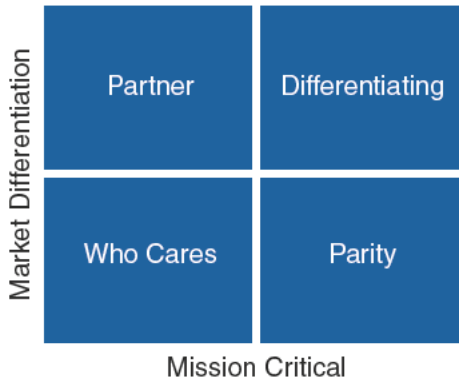 Market Differentiation
Partner
Differentiating
Who Cares
Parity
Mission Critical